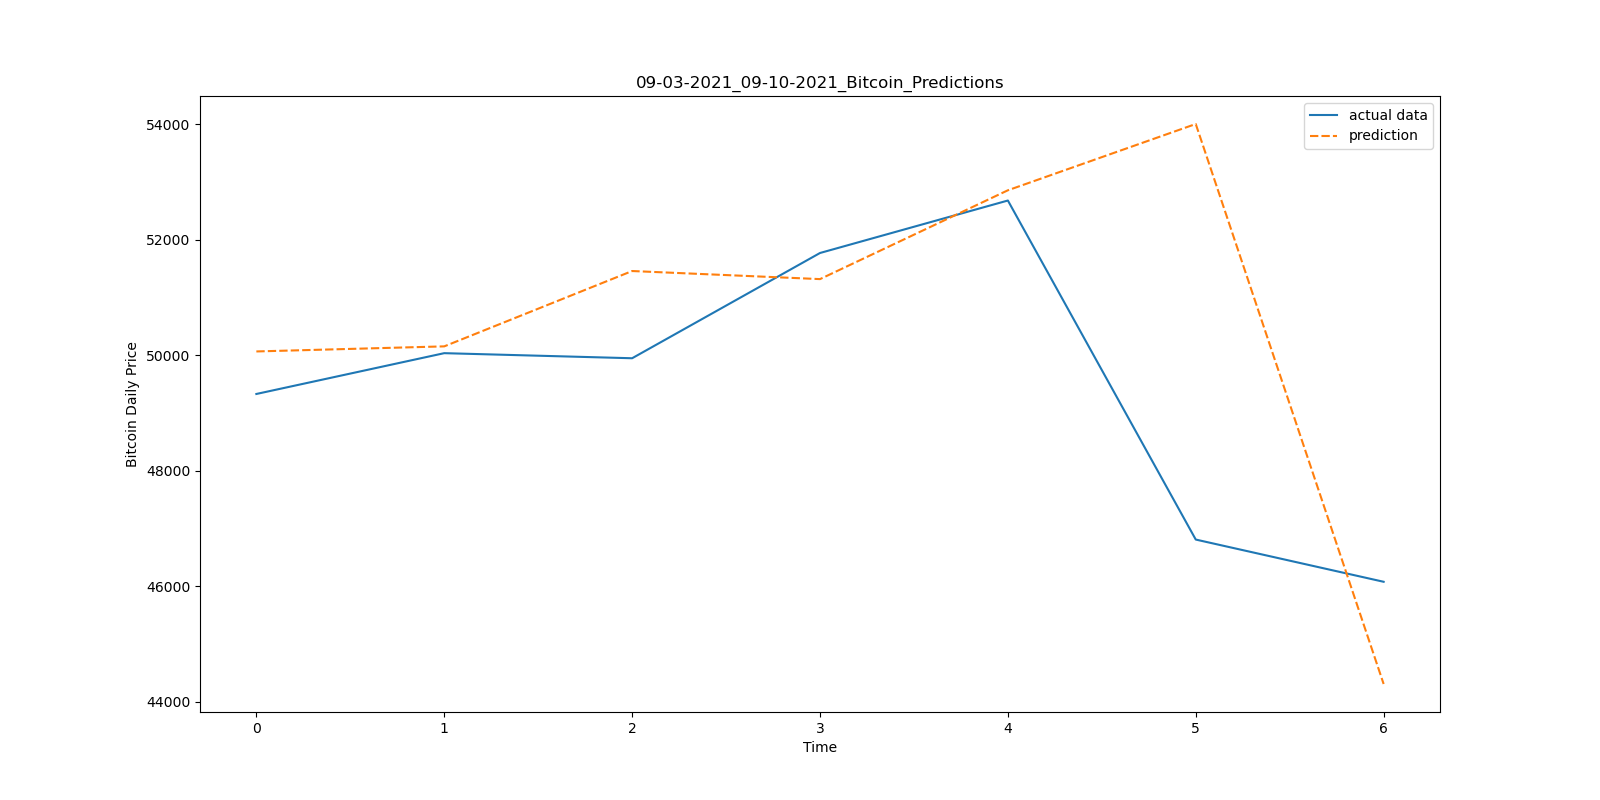 09-03-2021_09-10-2021_Bitcoin_Predictions
actual data
prediction
54000
52000
50000
48000
46000
44000
Bitcoin Daily Price
0 1 2 3 4 5 6
Time